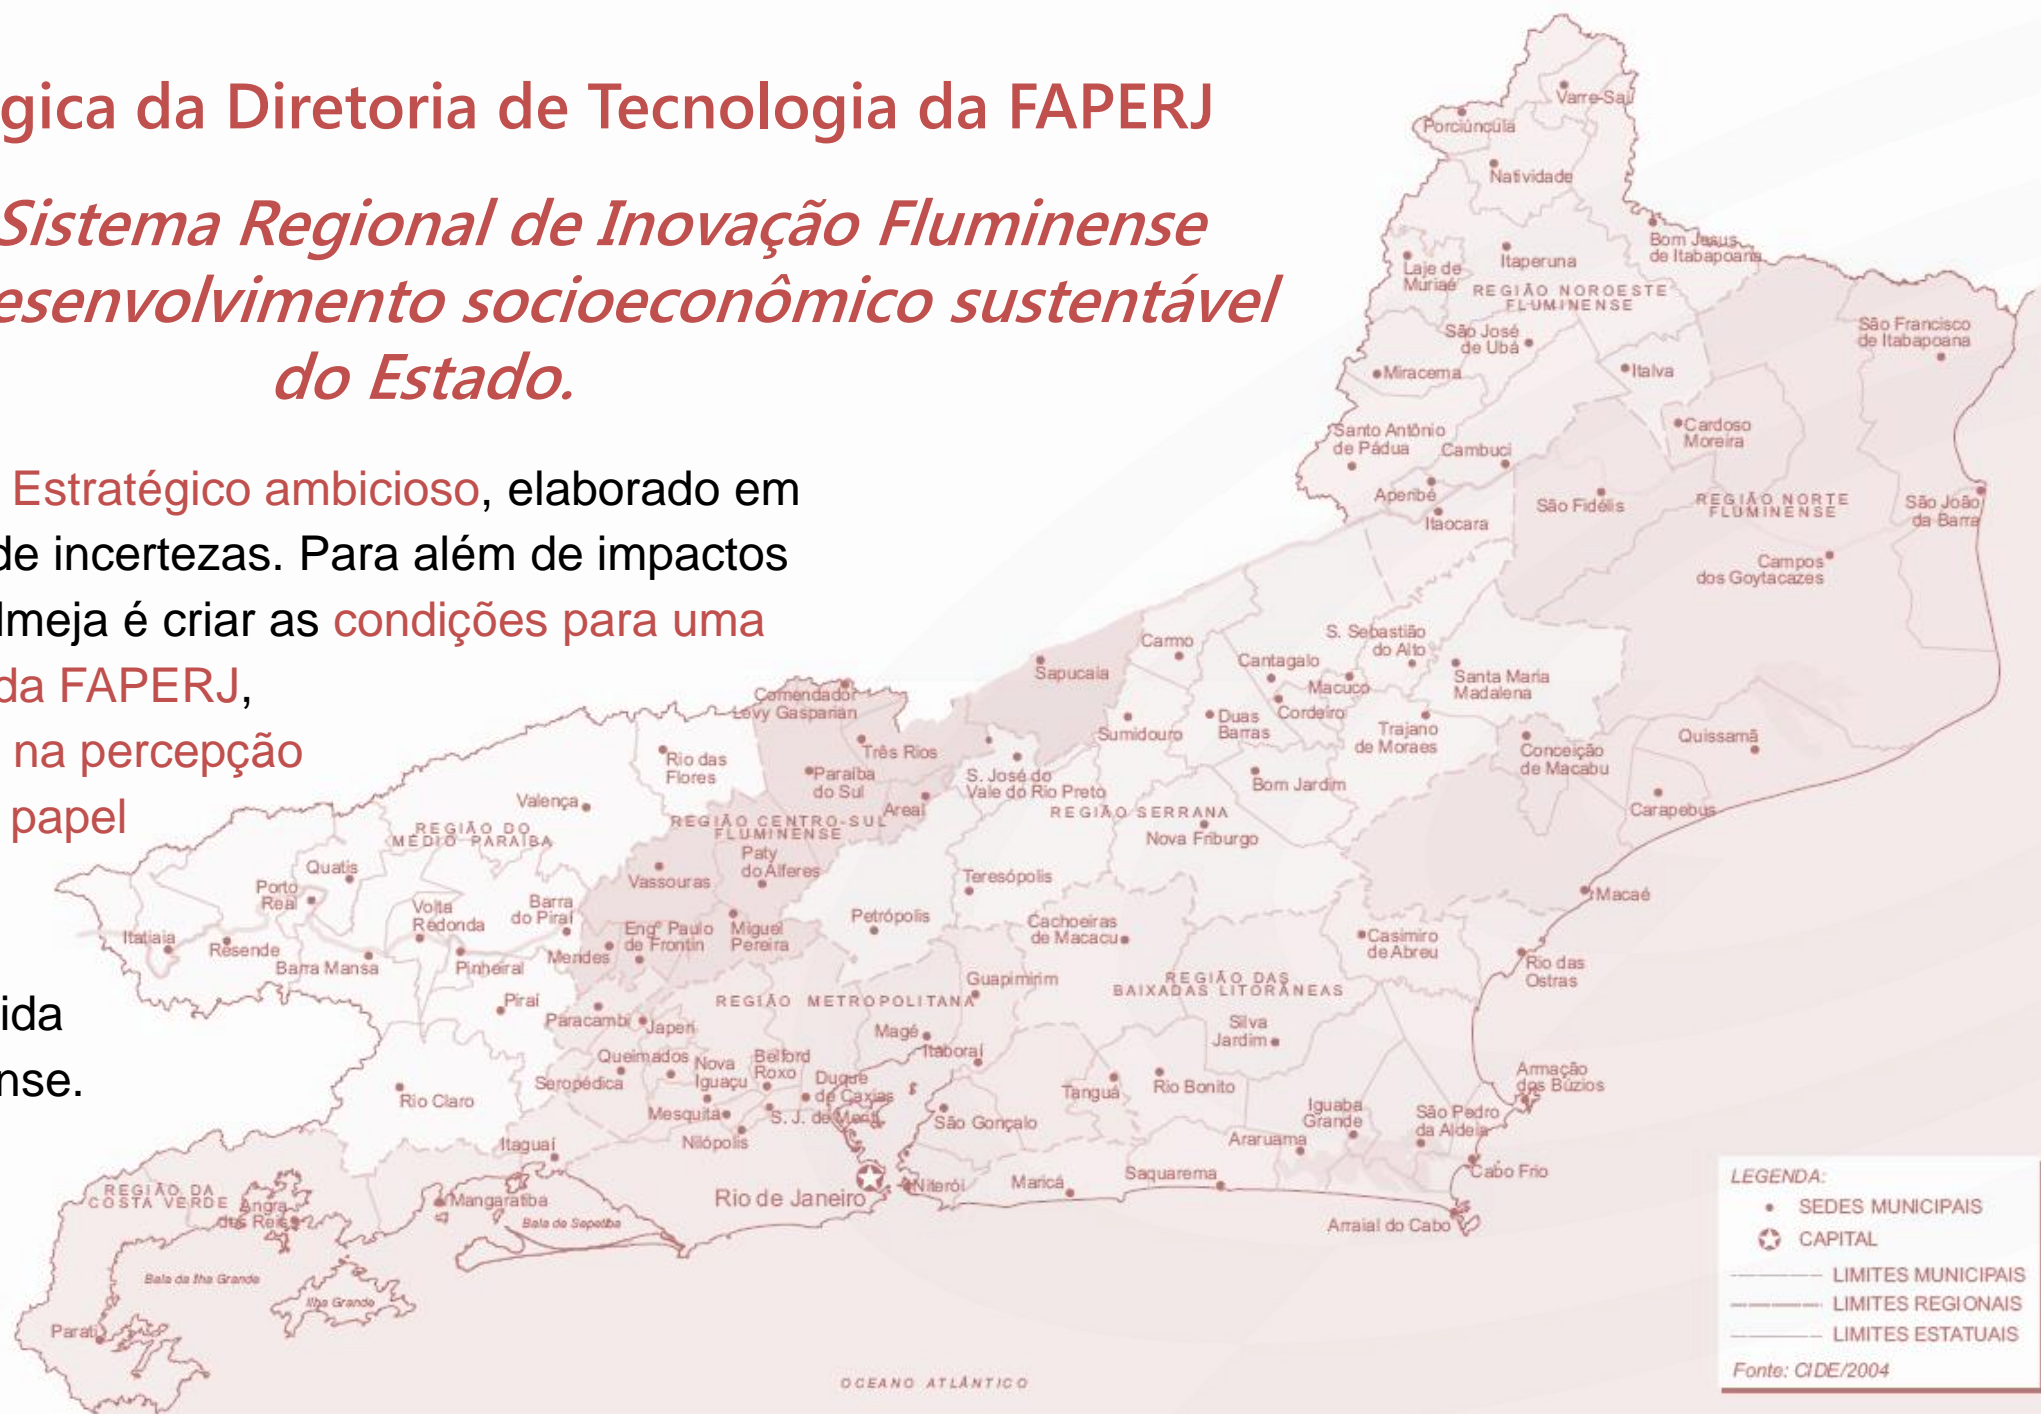 gica da Diretoria de Tecnologia da FAPERJ
Sistema Regional de Inovação Fluminense
esenvolvimento socioeconômico sustentável
do Estado.
Estratégico ambicioso, elaborado em
de incertezas. Para além de impactos
lmeja é criar as condições para uma
da FAPERJ,
na percepção
papel
ida
nse.
Varre-Sai
Porciúncula
Natividade
Bom Jesus
de Itabapoana
Laje de
Muriaé
Itaperuna
REGIÃO NOROESTE
FLUMINENSE
São José
de Ubá
São Francisco
de Itabapoana
Miracema
Italva
Santo Antônio
de Pádua
Cambuci
Cardoso
Moreira
Aperibé
Itaocara
São Fidélis
REGIÃO NORTE
FLUMINENSE
São João
da Barra
Campos
dos Goytacazes
Carmo
Sapucaia
Cantagalo
S. Sebastião
do Alto
Macuco
Cordeiro
Santa Maria
Madalena
Comendador
Levy Gasparian
Três Rios
Sumidouro
Duas
Barras
Trajano
de Moraes
Conceição
de Macabu
Quissamã
Rio das
Flores
Paraíba
do Sul
Areal
S. José do
Vale do Rio Preto
Bom Jardim
Carapebus
Valença
REGIÃO DO
MÉDIO PARAÍBA
REGIÃO CENTRO-SUL
FLUMINENSE
REGIÃO SERRANA
Nova Friburgo
Quatis
Porto
Real
Vassouras
Paty
do Alferes
Teresópolis
Macaé
Itatiaia
Resende
Volta
Redonda
Barra
do Piraí
Engº Paulo
de Frontin
Miguel
Pereira
Petrópolis
Cachoeiras
de Macacu
Casimiro
de Abreu
Barra Mansa
Pinheiral
Mendes
Rio das
Ostras
Piraí
REGIÃO METROPOLITANA
Guapimirim
REGIÃO DAS
BAIXADAS LITORÂNEAS
Paracambi
Japeri
Magé
Itaboraí
Silva
Jardim
Queimados
Nova
Iguaçu
Belford
Roxo
Duque
de Caxias
Seropédica
Rio Claro
Tanguá
Rio Bonito
Armação
dos Búzios
Mesquita
S. J. de Meriti
São Gonçalo
Iguaba
Grande
São Pedro
da Aldeia
Itaguaí
Nilópolis
Araruama
Cabo Frio
REGIÃO DA
COSTA VERDE
Angra
dos Reis
Mangaratiba
Rio de Janeiro
Niterói
Maricá
Saquarema
Arraial do Cabo
Baía de Sepetiba
Baía da Ilha Grande
Ilha Grande
Parati
OCEANO ATLÂNTICO
LEGENDA:
SEDES MUNICIPAIS
CAPITAL
LIMITES MUNICIPAIS
LIMITES REGIONAIS
LIMITES ESTATUAIS
Fonte: CIDE/2004